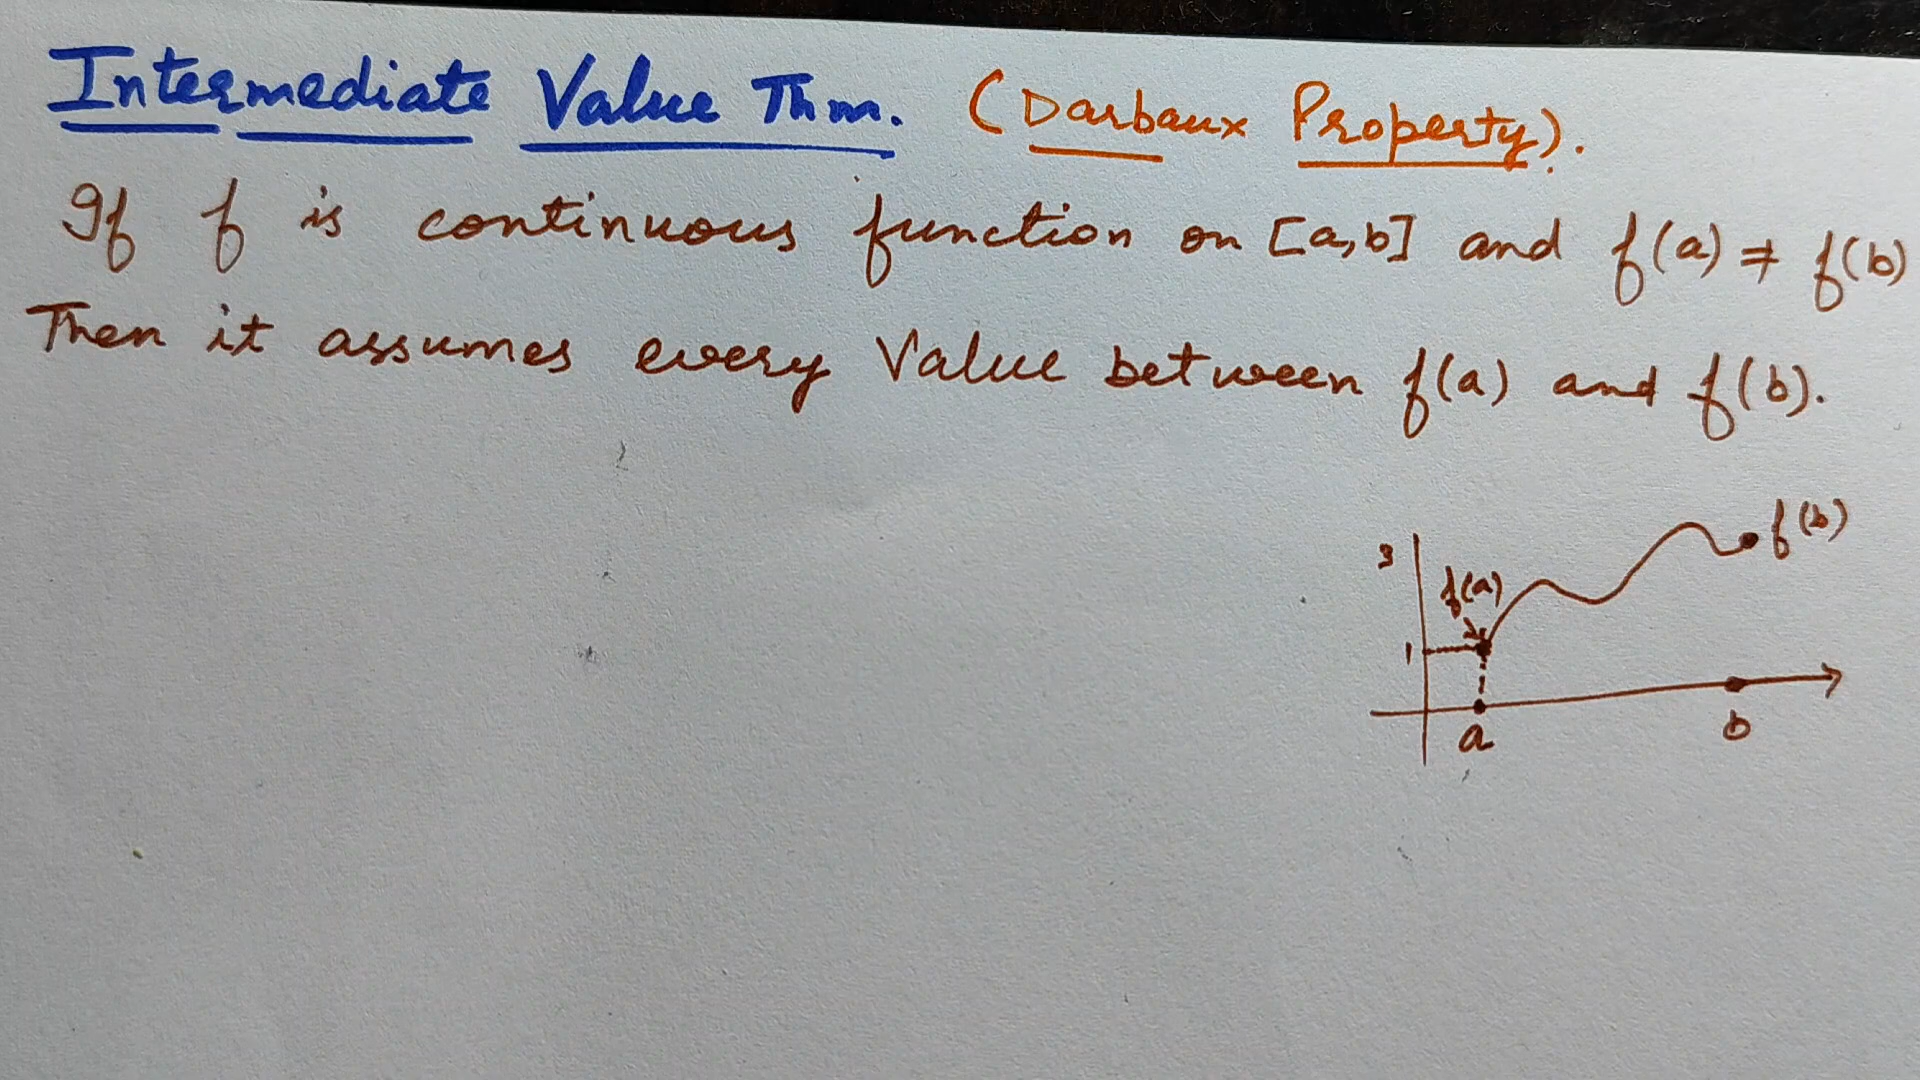 Intermediate Value Thm. (Darbaux Property).
If f is continuous function on [a,b] and f(a) ≠ f(b)
Then it assumes every Value between f(a) and f(b).
f(b)
3
f(a)
1
a
b